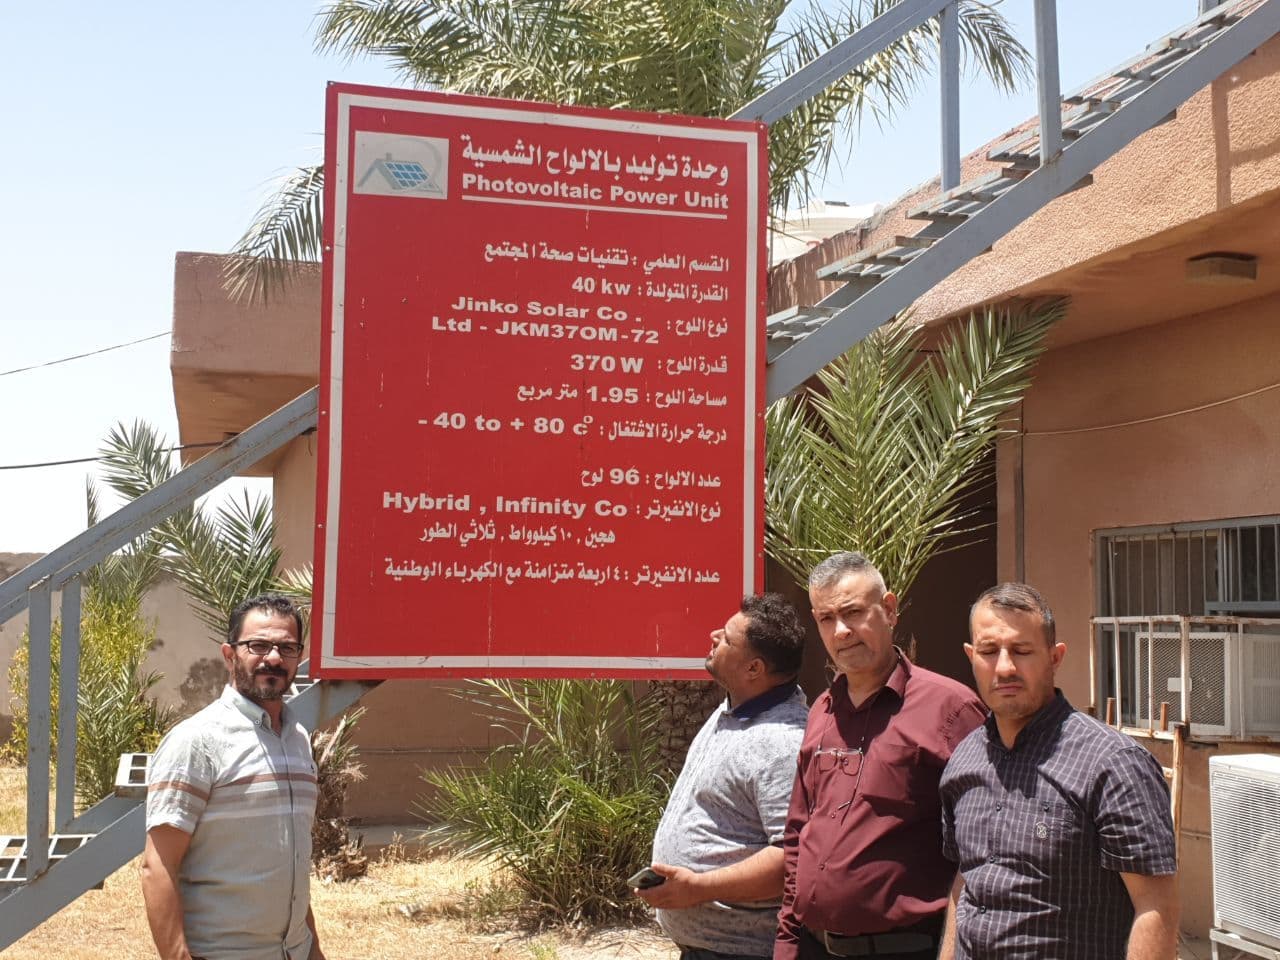 وحدة توليد بالالواح الشمسية
Photovoltaic Power Unit
القسم العلمي : تقنيات صحة المجتمع
القدرة المتولدة : 40 kw
نوع اللوح : Jinko Solar Co -
Ltd - JKM37OM-72
قدرة اللوح : 370 W
مساحة اللوح : 1.95 متر مربع
درجة حرارة الاشتغال : - 40 to + 80 c°
عدد الالواح : 96 لوح
نوع الانفيرتر : Hybrid , Infinity Co
هجين , ١٠ كيلوواط , ثلاثي الطور
عدد الانفيرتر : ٤ اربعة متزامنة مع الكهرباء الوطنية